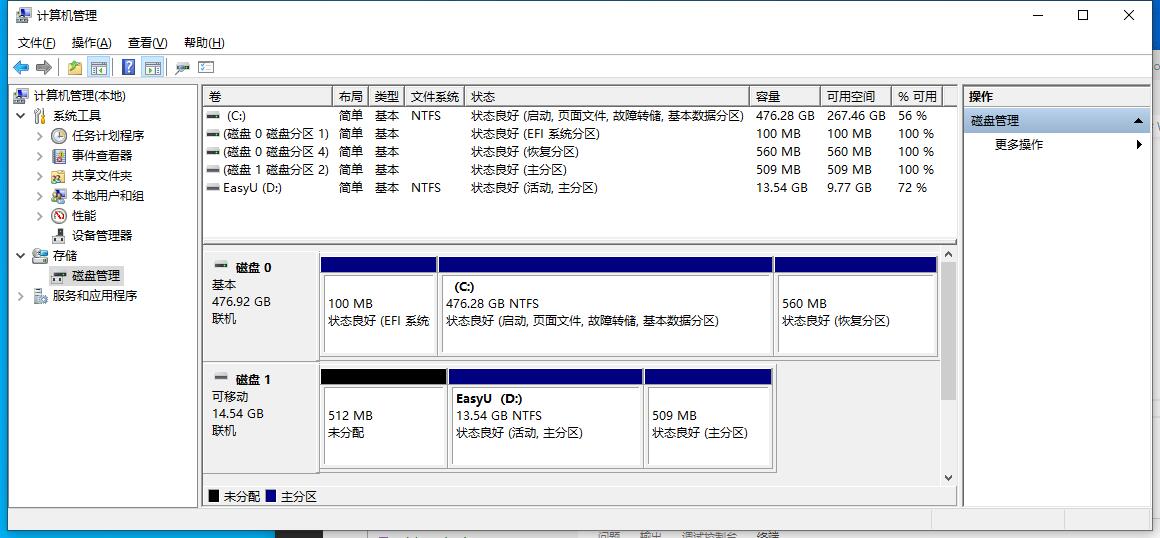 计算机管理
文件(F) 操作(A) 查看(V) 帮助(H)
计算机管理(本地)
系统工具
任务计划程序
事件查看器
共享文件夹
本地用户和组
性能
设备管理器
存储
磁盘管理
服务和应用程序
卷 布局 类型 文件系统 状态 容量 可用空间 % 可用
(C:) 简单 基本 NTFS 状态良好 (启动, 页面文件, 故障转储, 基本数据分区) 476.28 GB 267.46 GB 56 %
(磁盘 0 磁盘分区 1) 简单 基本 状态良好 (EFI 系统分区) 100 MB 100 MB 100 %
(磁盘 0 磁盘分区 4) 简单 基本 状态良好 (恢复分区) 560 MB 560 MB 100 %
(磁盘 1 磁盘分区 2) 简单 基本 状态良好 (主分区) 509 MB 509 MB 100 %
EasyU (D:) 简单 基本 NTFS 状态良好 (活动, 主分区) 13.54 GB 9.77 GB 72 %
磁盘 0
基本
476.92 GB
联机
100 MB
状态良好 (EFI 系统
(C:)
476.28 GB NTFS
状态良好 (启动, 页面文件, 故障转储, 基本数据分区)
560 MB
状态良好 (恢复分区)
磁盘 1
可移动
14.54 GB
联机
512 MB
未分配
EasyU (D:)
13.54 GB NTFS
状态良好 (活动, 主分区)
509 MB
状态良好 (主分区)
未分配 主分区
操作
磁盘管理
更多操作
问题 输出 调试控制台 终端